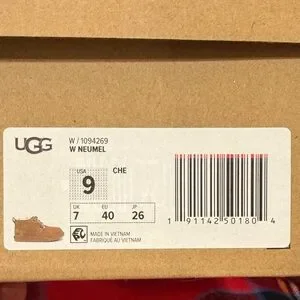 UGG
W / 1094269
W NEUMEL
USA
9
CHE
UK EU JP
7 40 26
MADE IN VIETNAM
FABRIQUÉ AU VIETNAM
1 91142 50180 4